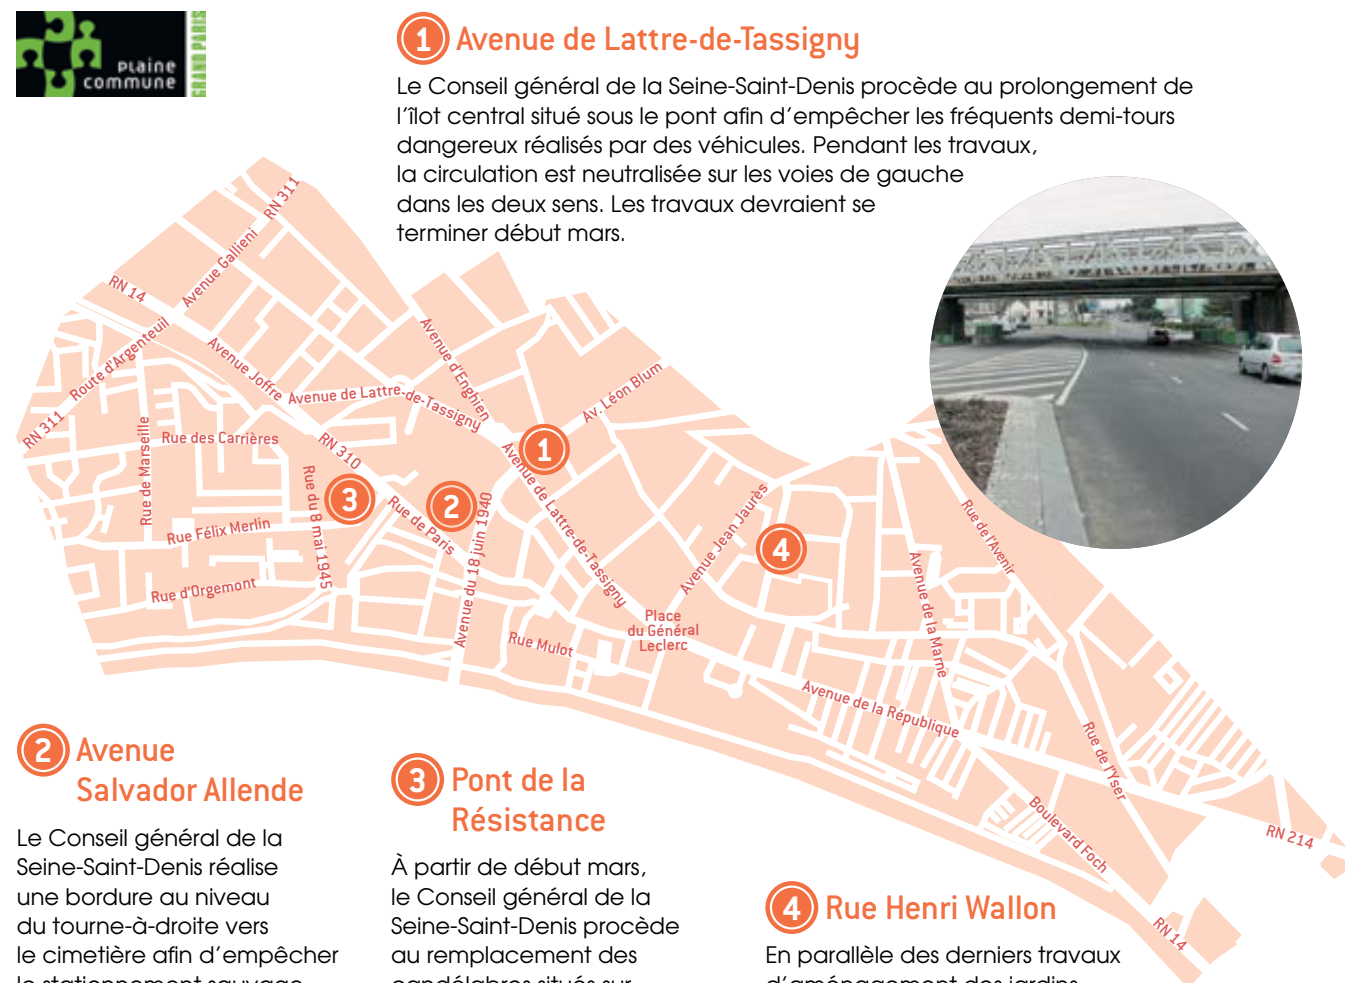 PLaine
commune
GRAND PARIS
1 Avenue de Lattre-de-Tassigny
Le Conseil général de la Seine-Saint-Denis procède au prolongement de
l'îlot central situé sous le pont afin d'empêcher les fréquents demi-tours
dangereux réalisés par des véhicules. Pendant les travaux,
la circulation est neutralisée sur les voies de gauche
dans les deux sens. Les travaux devraient se
terminer début mars.
RN 311
Avenue Gallieni
RN 14
Route d'Argenteuil
RN 311
Avenue Joffre
Avenue d'Enghien
Avenue de Lattre-de-Tassigny
Av. Léon Blum
Rue de Marseille
Rue des Carrières
RN 310
1
Avenue de Lattre-de-Tassigny
Rue du 8 mai 1945
3
2
Rue de Paris
Avenue du 18 juin 1940
Rue Félix Merlin
Rue d'Orgemont
Avenue Jean Jaurès
4
Rue de l'Avenir
Avenue de la Marne
Place
du Général
Leclerc
Rue Mulot
Avenue de la République
Rue de l'Yser
Boulevard Foch
RN 214
RN 14
2 Avenue
Salvador Allende
Le Conseil général de la
Seine-Saint-Denis réalise
une bordure au niveau
du tourne-à-droite vers
le cimetière afin d'empêcher
le stationnement sauvage
3 Pont de la
Résistance
À partir de début mars,
le Conseil général de la
Seine-Saint-Denis procède
au remplacement des
candélabres situés sur
4 Rue Henri Wallon
En parallèle des derniers travaux
d'aménagement des jardins